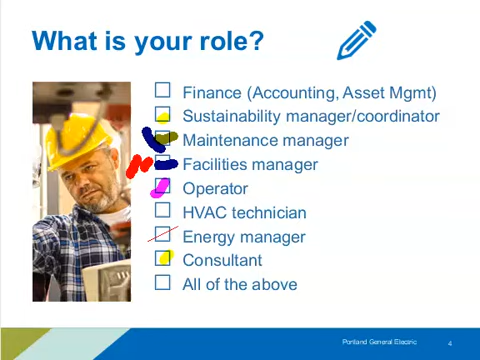 What is your role?
Finance (Accounting, Asset Mgmt)
Sustainability manager/coordinator
Maintenance manager
Facilities manager
Operator
HVAC technician
Energy manager
Consultant
All of the above
Portland General Electric
4